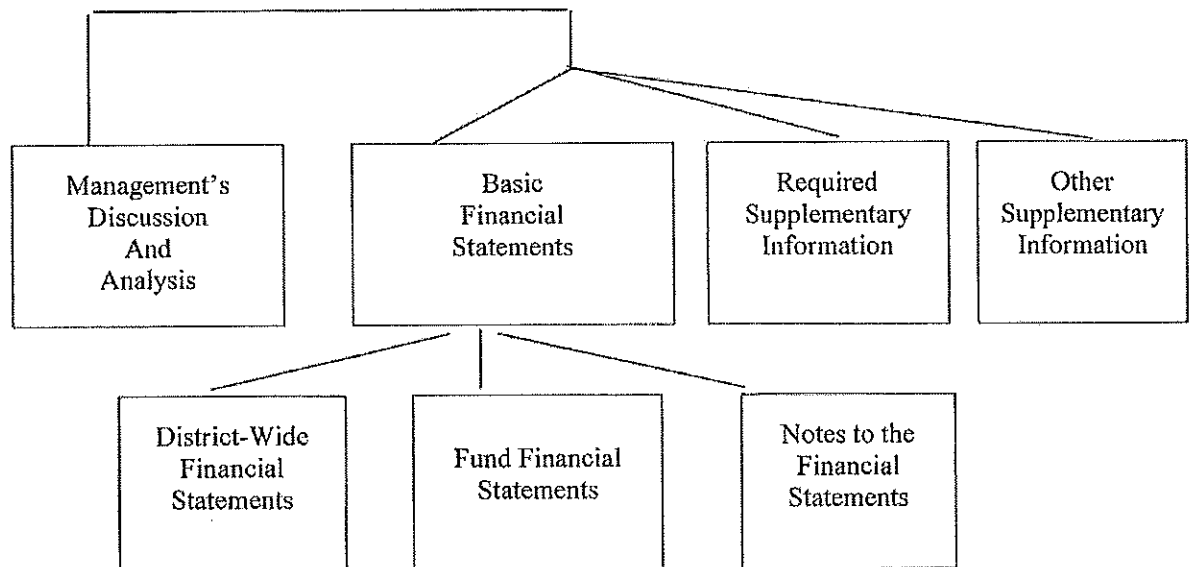 Management's
Discussion
And
Analysis
Basic
Financial
Statements
Required
Supplementary
Information
Other
Supplementary
Information
District-Wide
Financial
Statements
Fund Financial
Statements
Notes to the
Financial
Statements